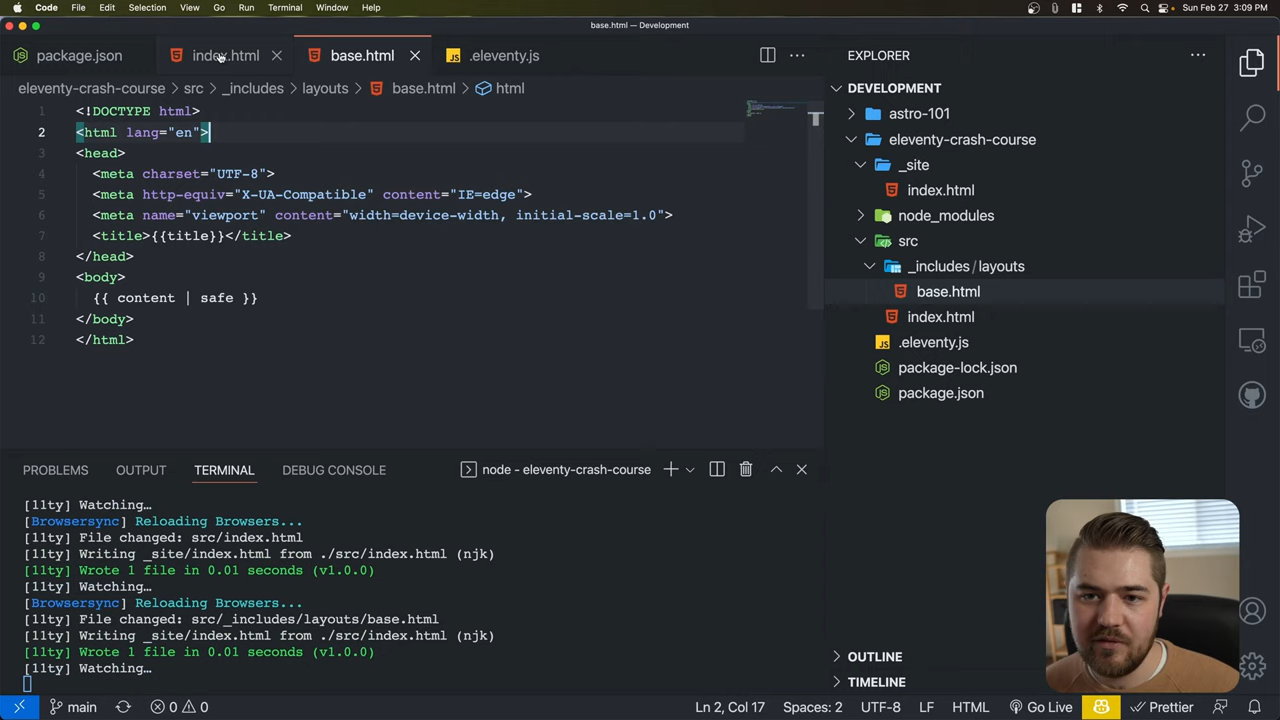 Code File Edit Selection View Go Run Terminal Window Help
Sun Feb 27 3:09 PM
base.html — Development
package.json
index.html
base.html
.eleventy.js
eleventy-crash-course > src > _includes > layouts > base.html > html
1 <!DOCTYPE html>
2 <html lang="en">
3 <head>
4 <meta charset="UTF-8">
5 <meta http-equiv="X-UA-Compatible" content="IE=edge">
6 <meta name="viewport" content="width=device-width, initial-scale=1.0">
7 <title>{{title}}</title>
8 </head>
9 <body>
10 {{ content | safe }}
11 </body>
12 </html>
EXPLORER
DEVELOPMENT
astro-101
eleventy-crash-course
_site
index.html
node_modules
src
_includes / layouts
base.html
index.html
.eleventy.js
package-lock.json
package.json
OUTLINE
TIMELINE
PROBLEMS OUTPUT TERMINAL DEBUG CONSOLE
node - eleventy-crash-course
[11ty] Watching…
[Browsersync] Reloading Browsers...
[11ty] File changed: src/index.html
[11ty] Writing _site/index.html from ./src/index.html (njk)
[11ty] Wrote 1 file in 0.01 seconds (v1.0.0)
[11ty] Watching…
[Browsersync] Reloading Browsers...
[11ty] File changed: src/_includes/layouts/base.html
[11ty] Writing _site/index.html from ./src/index.html (njk)
[11ty] Wrote 1 file in 0.01 seconds (v1.0.0)
[11ty] Watching…
main 0 0 Ln 2, Col 17 Spaces: 2 UTF-8 LF HTML Go Live Prettier